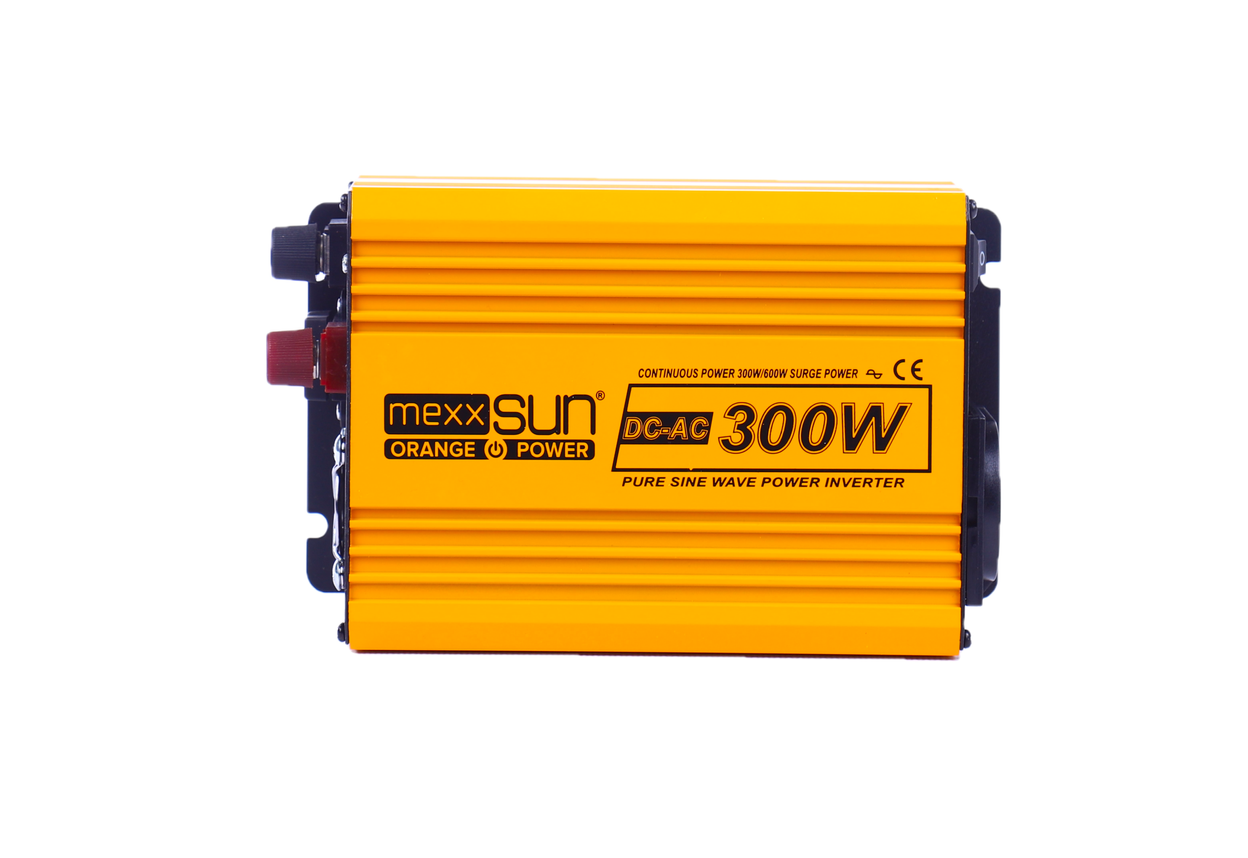 CONTINUOUS POWER 300W/600W SURGE POWER CE
mexxsun®
DC-AC 300W
ORANGE POWER
PURE SINE WAVE POWER INVERTER